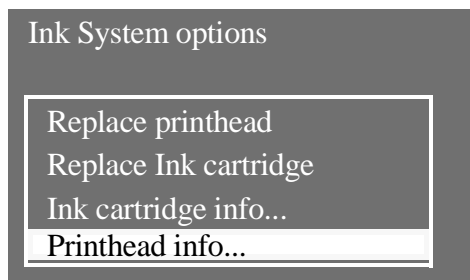 Ink System options
Replace printhead
Replace Ink cartridge
Ink cartridge info...
Printhead info...